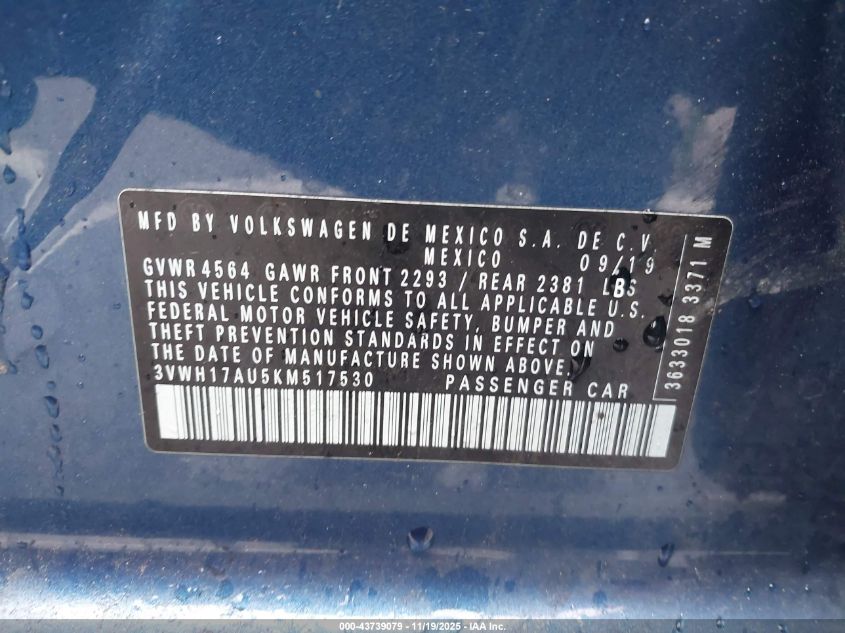 MFD BY VOLKSWAGEN DE MEXICO S.A. DE C.V.
MEXICO 09/19
GVWR 4564 GAWR FRONT 2293 / REAR 2381 LBS
THIS VEHICLE CONFORMS TO ALL APPLICABLE U.S.
FEDERAL MOTOR VEHICLE SAFETY, BUMPER AND
THEFT PREVENTION STANDARDS IN EFFECT ON
THE DATE OF MANUFACTURE SHOWN ABOVE.
3VWH17AU5KM517530 PASSENGER CAR
3633018 3371 M
000-43739079 - 11/19/2025 - IAA Inc.